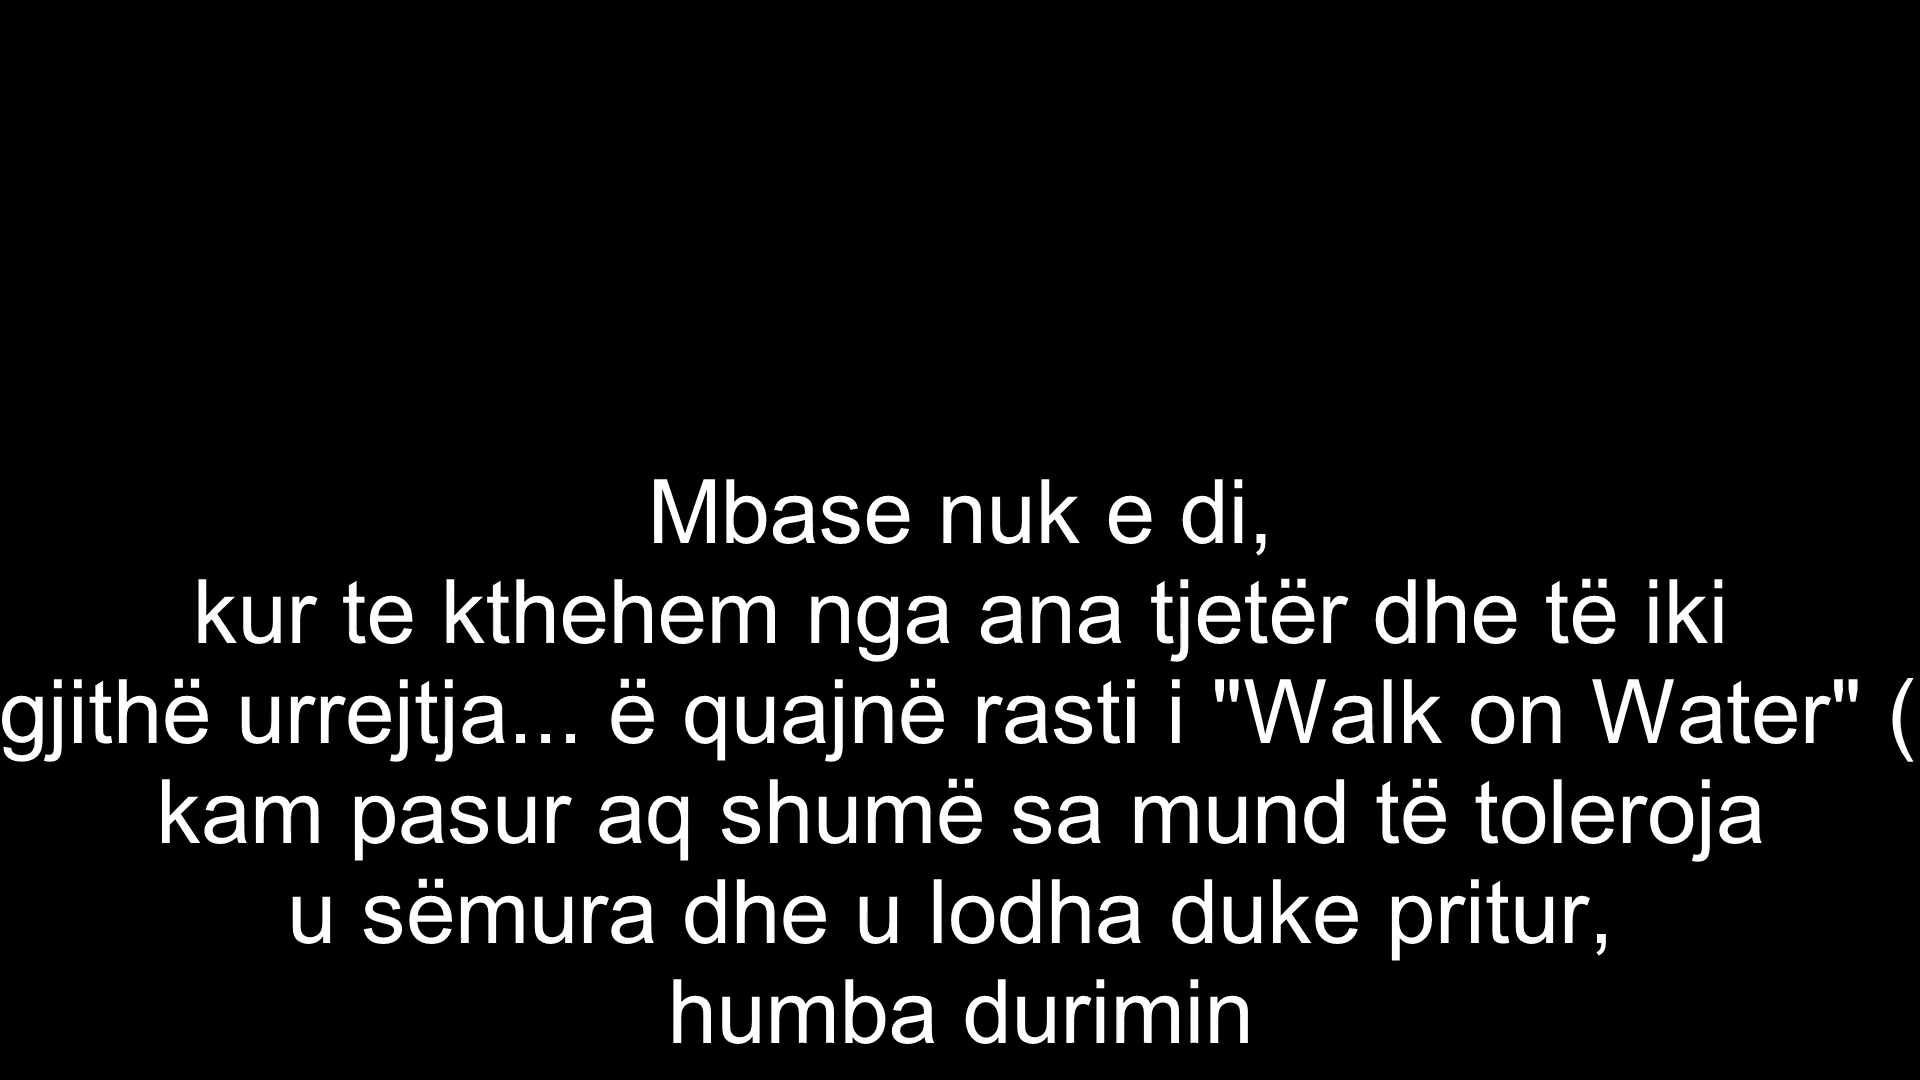 Mbase nuk e di,
kur te kthehem nga ana tjetër dhe të iki
gjithë urrejtja... ë quajnë rasti i "Walk on Water" (
kam pasur aq shumë sa mund të toleroja
u sëmura dhe u lodha duke pritur,
humba durimin